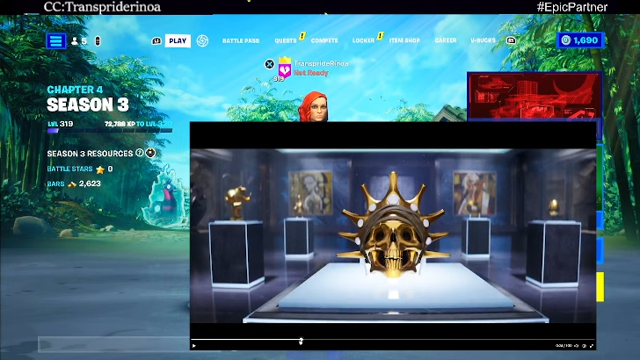 CC:Transpriderinoa
#EpicPartner
PLAY
BATTLE PASS
QUESTS
COMPETE
LOCKER
ITEM SHOP
CAREER
V-BUCKS
1,690
TransprideRinoa
Not Ready
CHAPTER 4
SEASON 3
LVL 319
72,788 XP TO LVL
SEASON 3 RESOURCES
BATTLE STARS 0
BARS 2,623